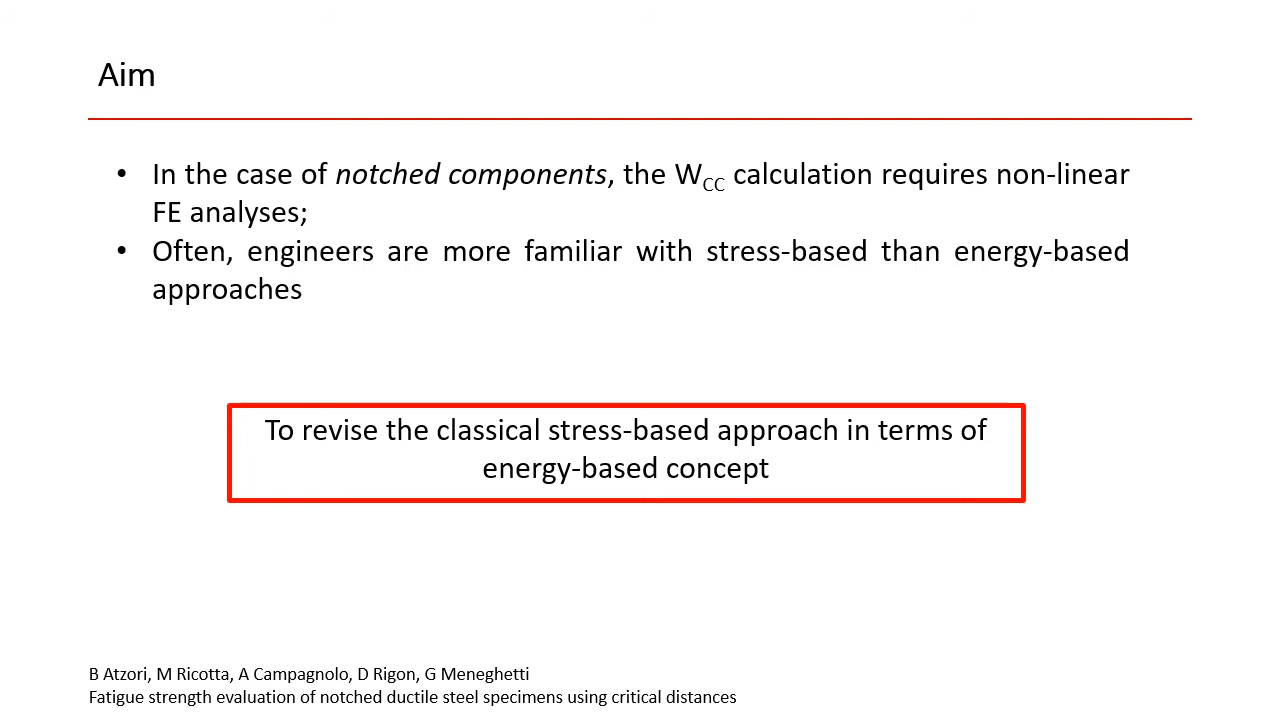 Aim
• In the case of notched components, the W_CC calculation requires non-linear
FE analyses;
• Often, engineers are more familiar with stress-based than energy-based
approaches
To revise the classical stress-based approach in terms of
energy-based concept
B Atzori, M Ricotta, A Campagnolo, D Rigon, G Meneghetti
Fatigue strength evaluation of notched ductile steel specimens using critical distances